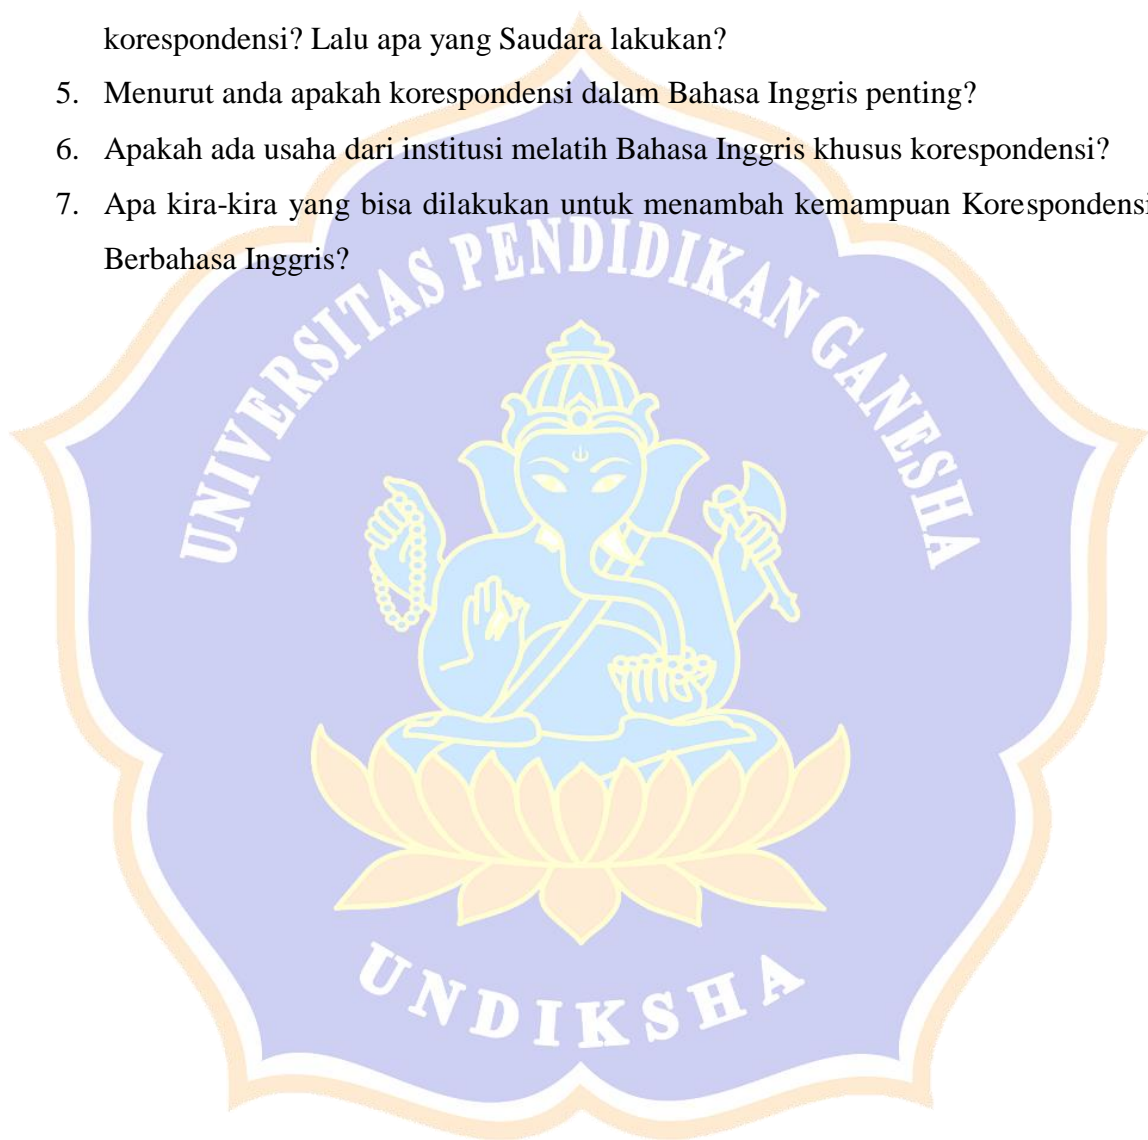 korespondensi? Lalu apa yang Saudara lakukan?
5. Menurut anda apakah korespondensi dalam Bahasa Inggris penting?
6. Apakah ada usaha dari institusi melatih Bahasa Inggris khusus korespondensi?
7. Apa kira-kira yang bisa dilakukan untuk menambah kemampuan Korespondensi
Berbahasa Inggris?
UNIVERSITAS PENDIDIKAN GANESHA
UNDIKSHA